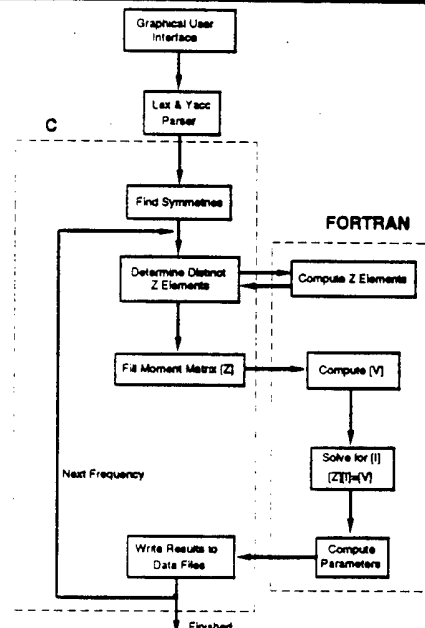 Graphical User
Interface
Lex & Yacc
Parser
C
Find Symmetries
FORTRAN
Determine Distinct
Z Elements
Compute Z Elements
Fill Moment Matrix [Z]
Compute [V]
Solve for [I]
[Z][I]=[V]
Next Frequency
Write Results to
Data Files
Compute
Parameters
Finished